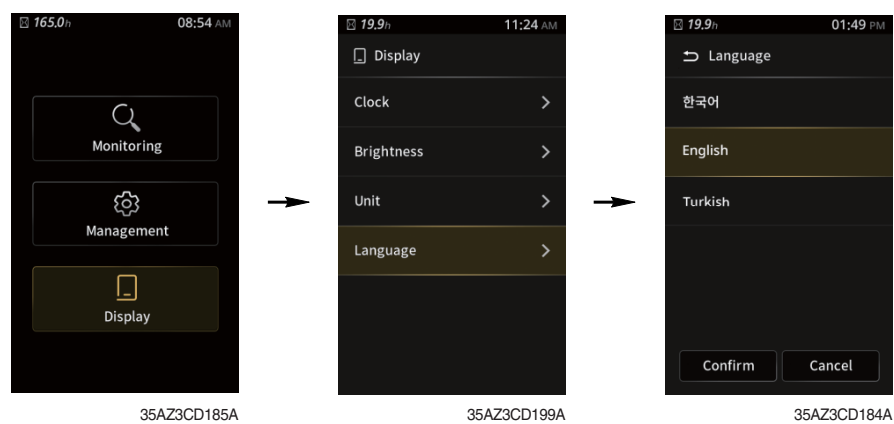 165.0h 08:54 AM
Monitoring
Management
Display
35AZ3CD185A
19.9h 11:24 AM
Display
Clock
Brightness
Unit
Language
35AZ3CD199A
19.9h 01:49 PM
Language
한국어
English
Turkish
Confirm Cancel
35AZ3CD184A